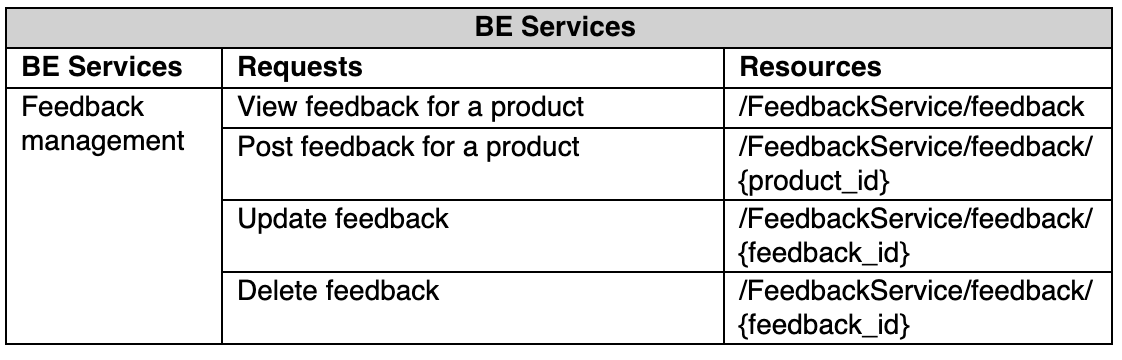 BE Services
BE Services Requests Resources
Feedback management View feedback for a product /FeedbackService/feedback
Post feedback for a product /FeedbackService/feedback/{product_id}
Update feedback /FeedbackService/feedback/{feedback_id}
Delete feedback /FeedbackService/feedback/{feedback_id}